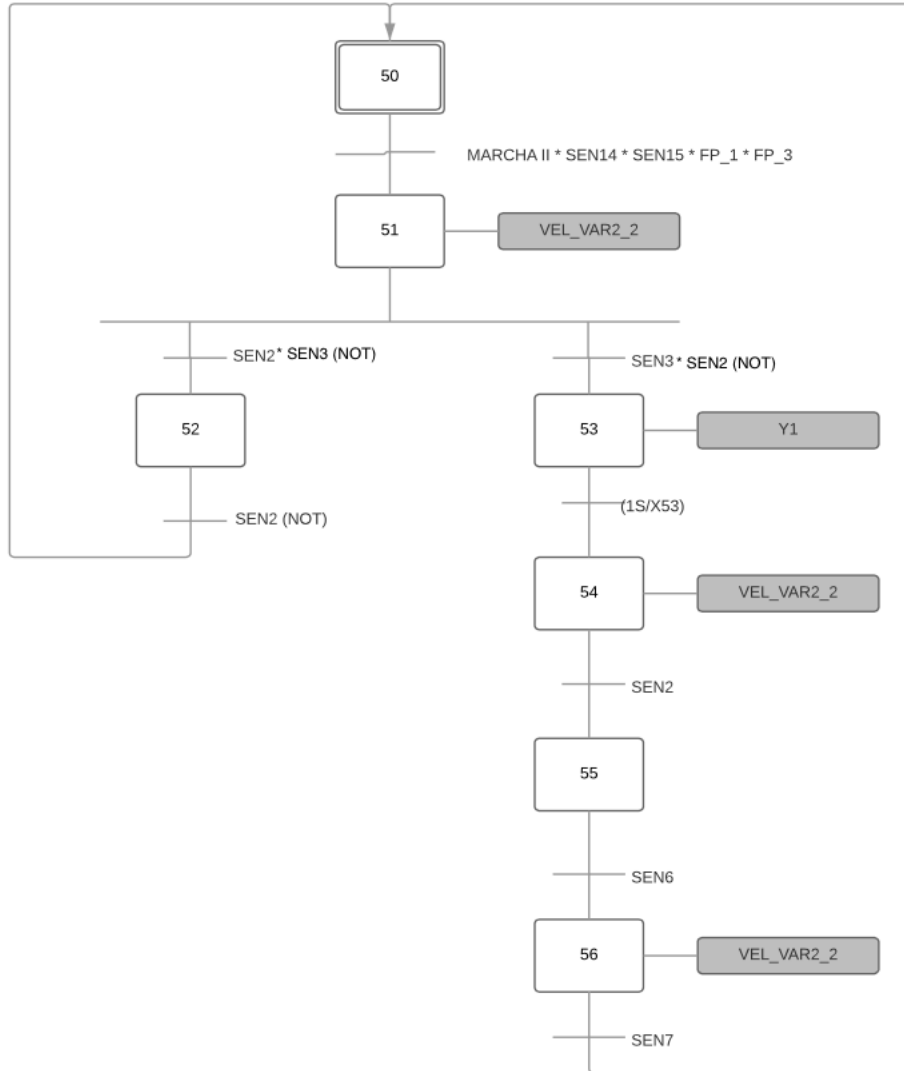 50
MARCHA II * SEN14 * SEN15 * FP_1 * FP_3
51
VEL_VAR2_2
SEN2 * SEN3 (NOT)
SEN3 * SEN2 (NOT)
52
53
Y1
(1S/X53)
SEN2 (NOT)
54
VEL_VAR2_2
SEN2
55
SEN6
56
VEL_VAR2_2
SEN7